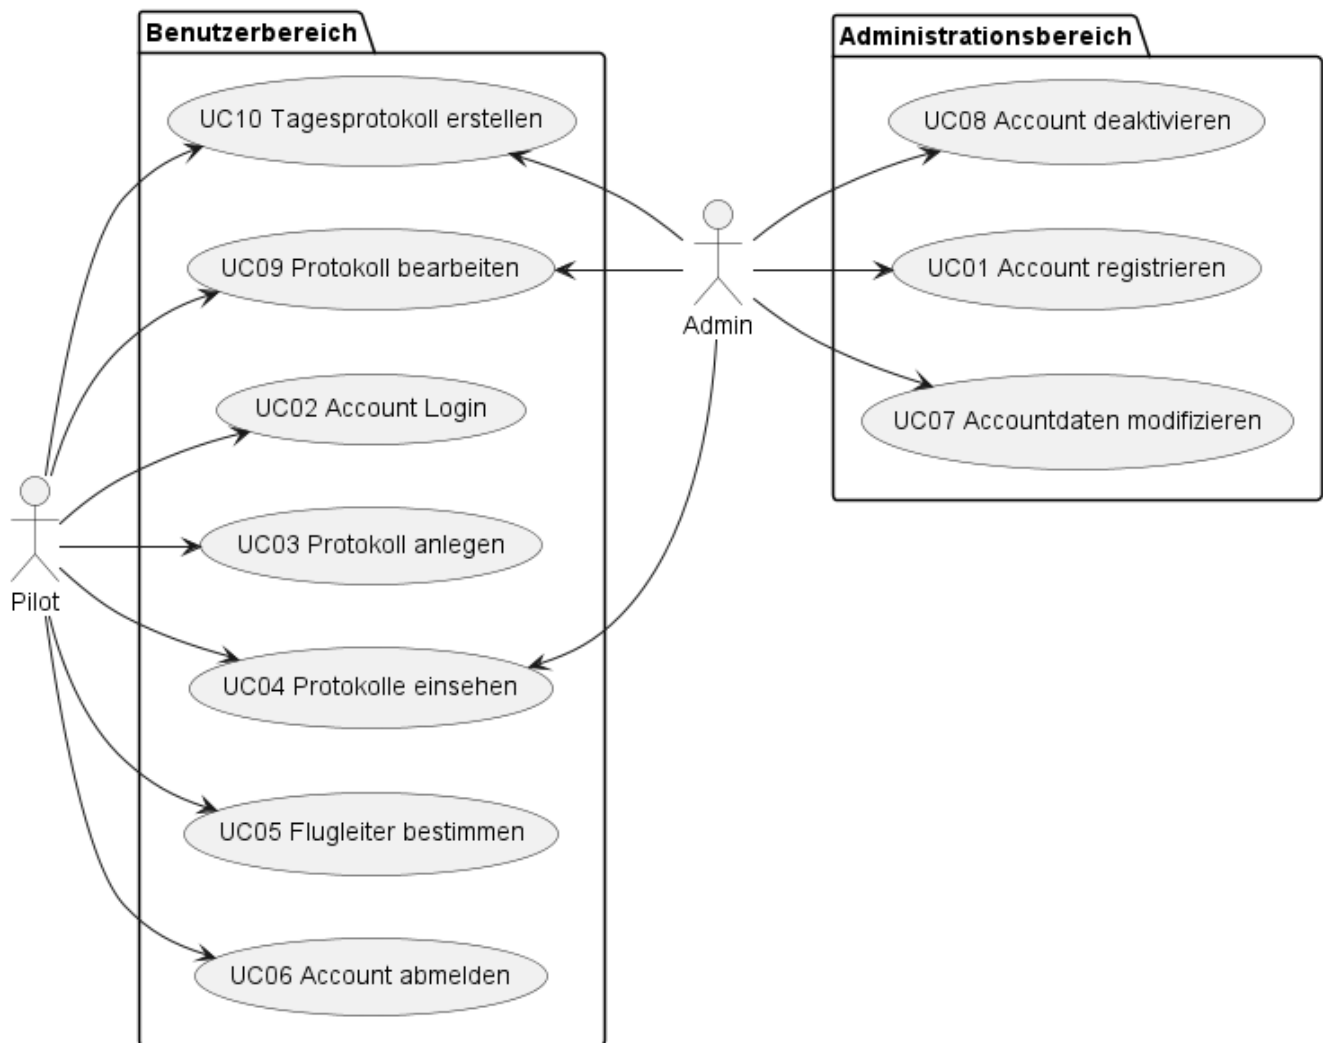 Benutzerbereich
Administrationsbereich
UC10 Tagesprotokoll erstellen
UC08 Account deaktivieren
UC09 Protokoll bearbeiten
UC01 Account registrieren
Admin
UC02 Account Login
UC07 Accountdaten modifizieren
UC03 Protokoll anlegen
Pilot
UC04 Protokolle einsehen
UC05 Flugleiter bestimmen
UC06 Account abmelden